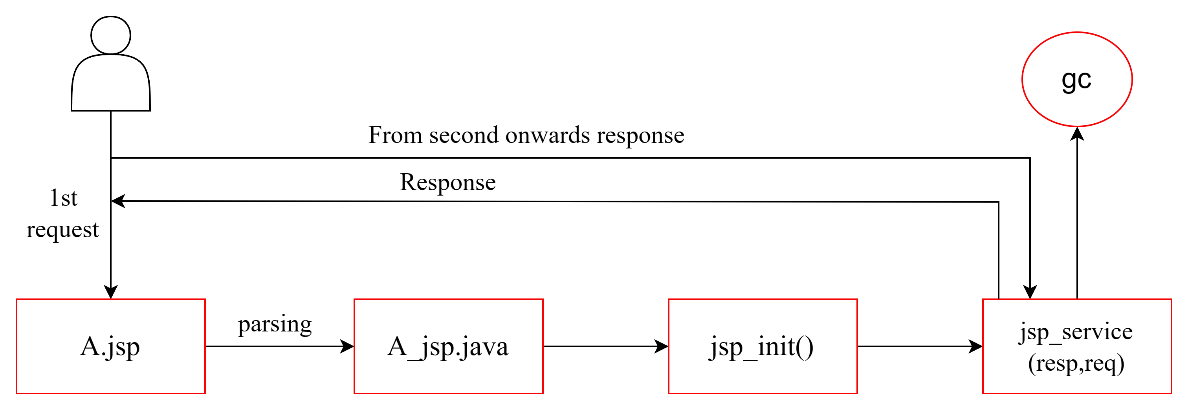 gc
From second onwards response
Response
1st
request
A.jsp
parsing
A_jsp.java
jsp_init()
jsp_service
(resp,req)